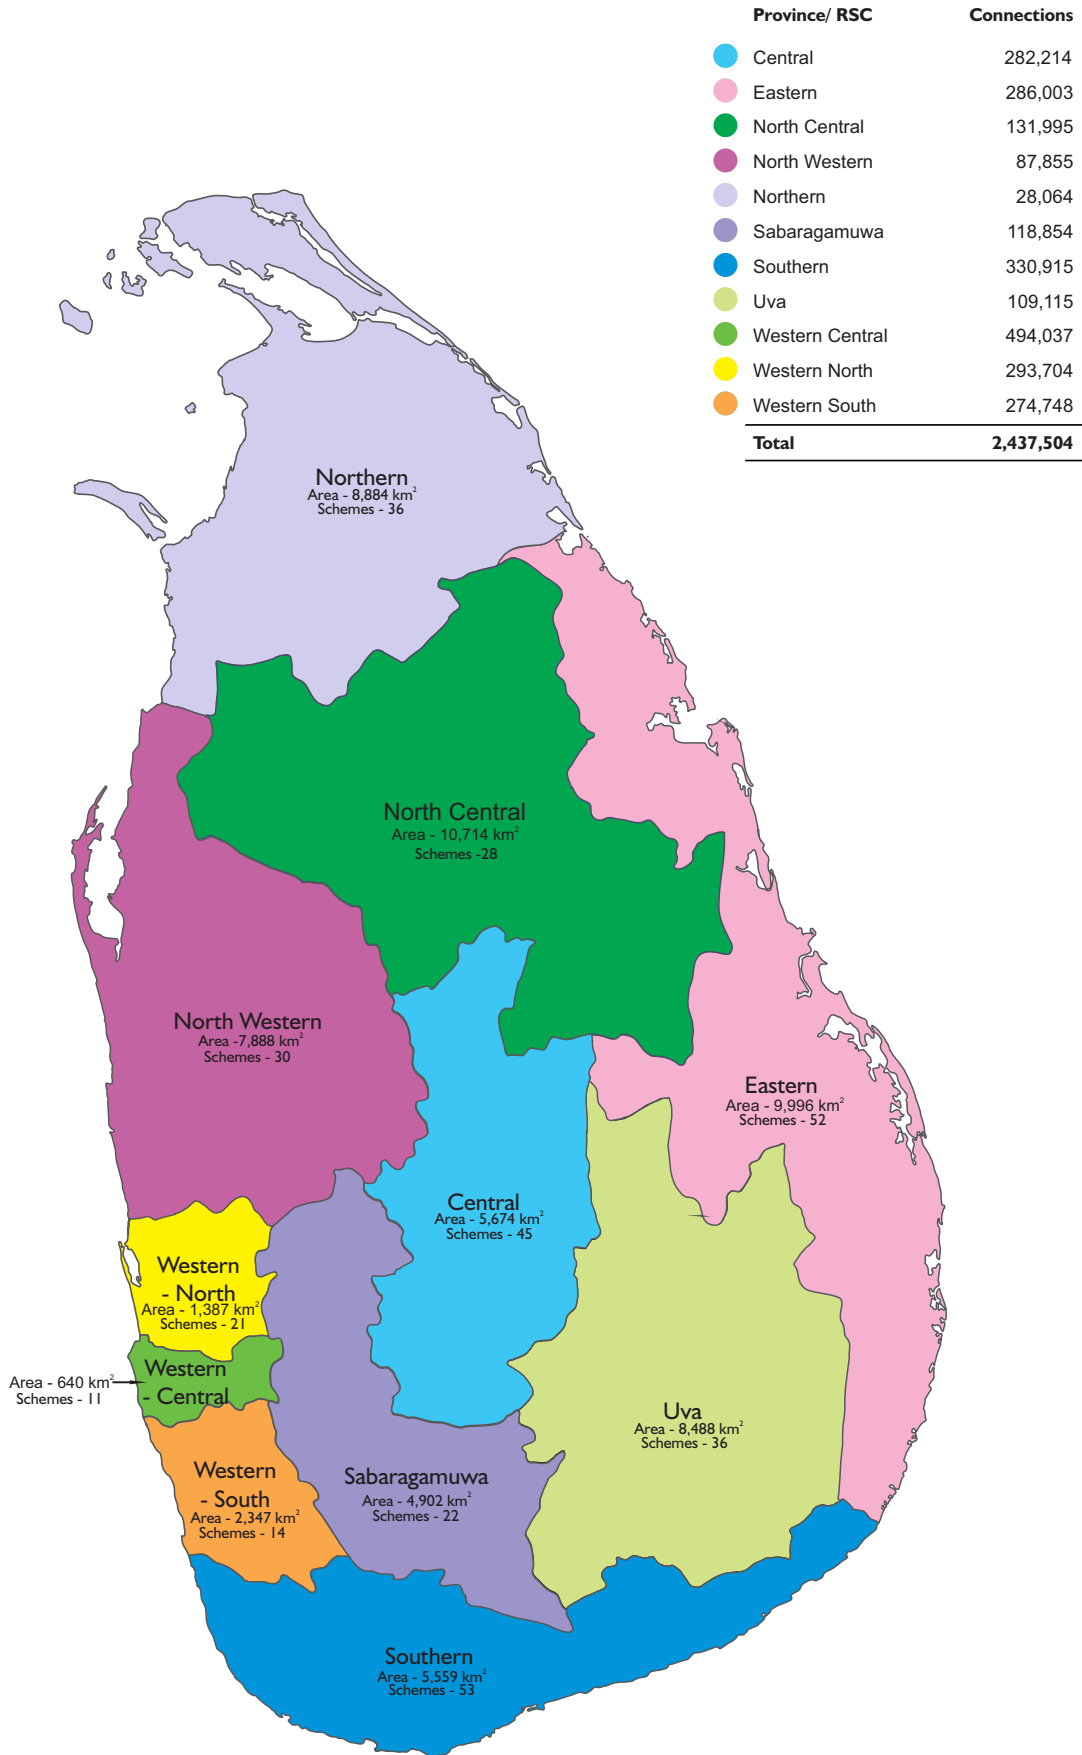 Province/ RSC Connections
Central 282,214
Eastern 286,003
North Central 131,995
North Western 87,855
Northern 28,064
Sabaragamuwa 118,854
Southern 330,915
Uva 109,115
Western Central 494,037
Western North 293,704
Western South 274,748
Total 2,437,504
Northern
Area - 8,884 km²
Schemes - 36
North Central
Area - 10,714 km²
Schemes -28
North Western
Area -7,888 km²
Schemes - 30
Eastern
Area - 9,996 km²
Schemes - 52
Central
Area - 5,674 km²
Schemes - 45
Western
- North
Area - 1,387 km²
Schemes - 21
Western
- Central
Area - 640 km²
Schemes - 11
Uva
Area - 8,488 km²
Schemes - 36
Western
- South
Area - 2,347 km²
Schemes - 14
Sabaragamuwa
Area - 4,902 km²
Schemes - 22
Southern
Area - 5,559 km²
Schemes - 53